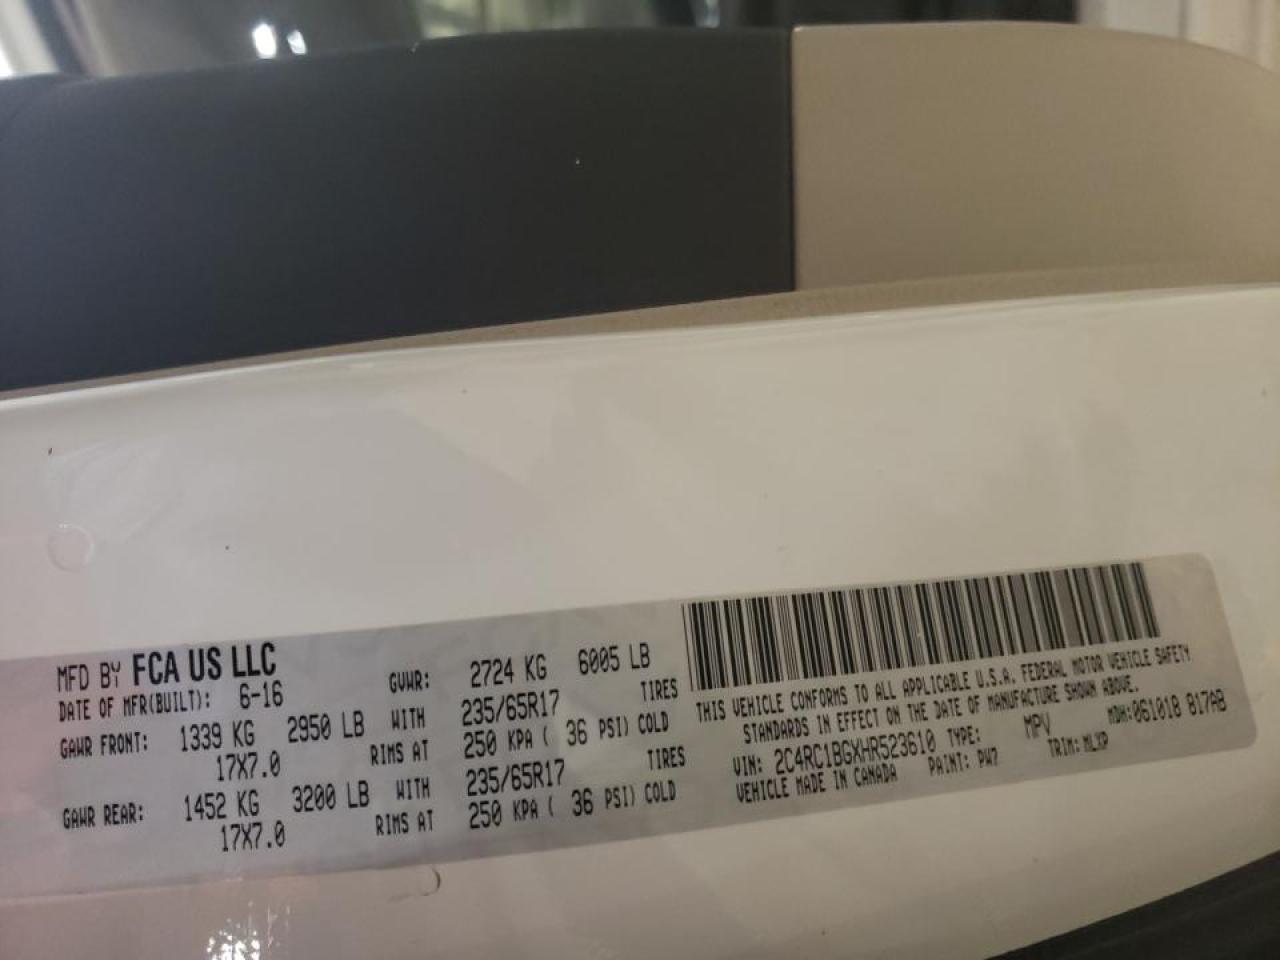 MFD BY FCA US LLC
DATE OF MFR(BUILT): 6-16 GVWR: 2724 KG 6005 LB
GAWR FRONT: 1339 KG 2950 LB WITH 235/65R17 TIRES
17X7.0 RIMS AT 250 KPA ( 36 PSI) COLD
GAWR REAR: 1452 KG 3200 LB WITH 235/65R17 TIRES
17X7.0 RIMS AT 250 KPA ( 36 PSI) COLD
THIS VEHICLE CONFORMS TO ALL APPLICABLE U.S.A. FEDERAL MOTOR VEHICLE SAFETY
STANDARDS IN EFFECT ON THE DATE OF MANUFACTURE SHOWN ABOVE.
VIN: 2C4RC1BGXHR523610 TYPE: MPV MDH:061018 817AB
VEHICLE MADE IN CANADA PAINT: PW7 TRIM: MLXP